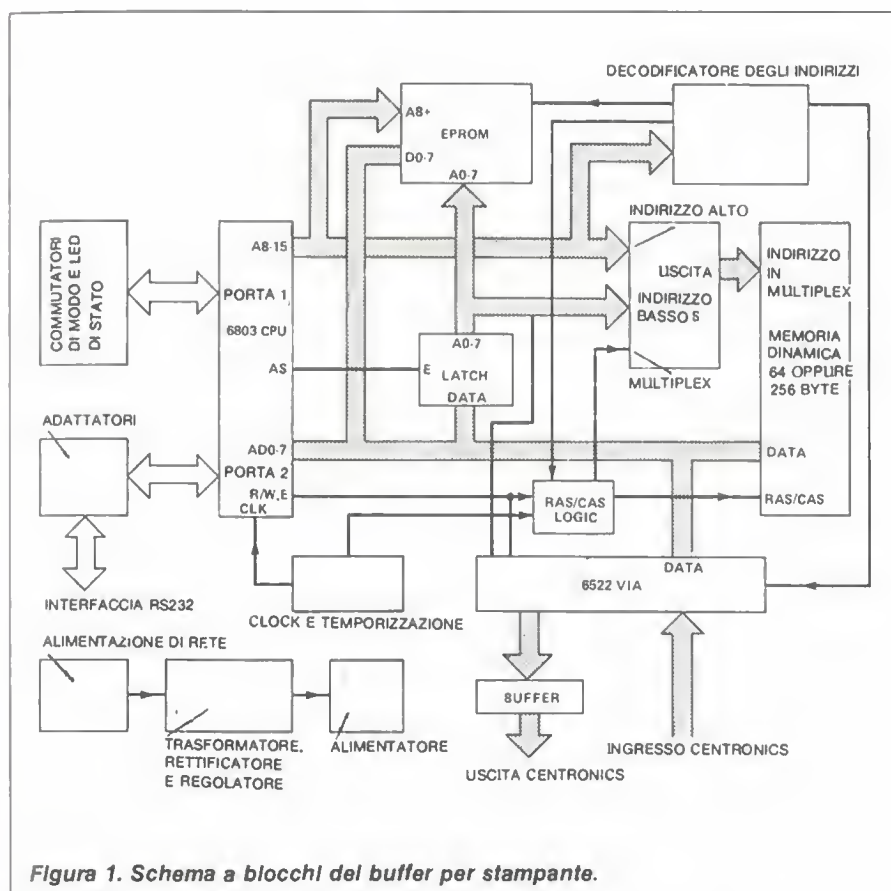 DECODIFICATORE DEGLI INDIRIZZI
A8+
EPROM
D0-7
A0-7
COMMUTATORI
DI MODO E LED
DI STATO
A8-15
PORTA 1
6803 CPU
AS
AD0-7
PORTA 2
R/W,E
CLK
INDIRIZZO ALTO
USCITA
INDIRIZZO
BASSO S
MULTIPLEX
INDIRIZZO
IN
MULTIPLEX
MEMORIA
DINAMICA
64 OPPURE
256 BYTE
DATA
RAS/CAS
A0-7
E
LATCH
DATA
ADATTATORI
INTERFACCIA RS232
RAS/CAS
LOGIC
CLOCK E TEMPORIZZAZIONE
DATA
6522 VIA
ALIMENTAZIONE DI RETE
TRASFORMATORE,
RETTIFICATORE
E REGOLATORE
ALIMENTATORE
BUFFER
USCITA CENTRONICS
INGRESSO CENTRONICS
Figura 1. Schema a blocchi del buffer per stampante.